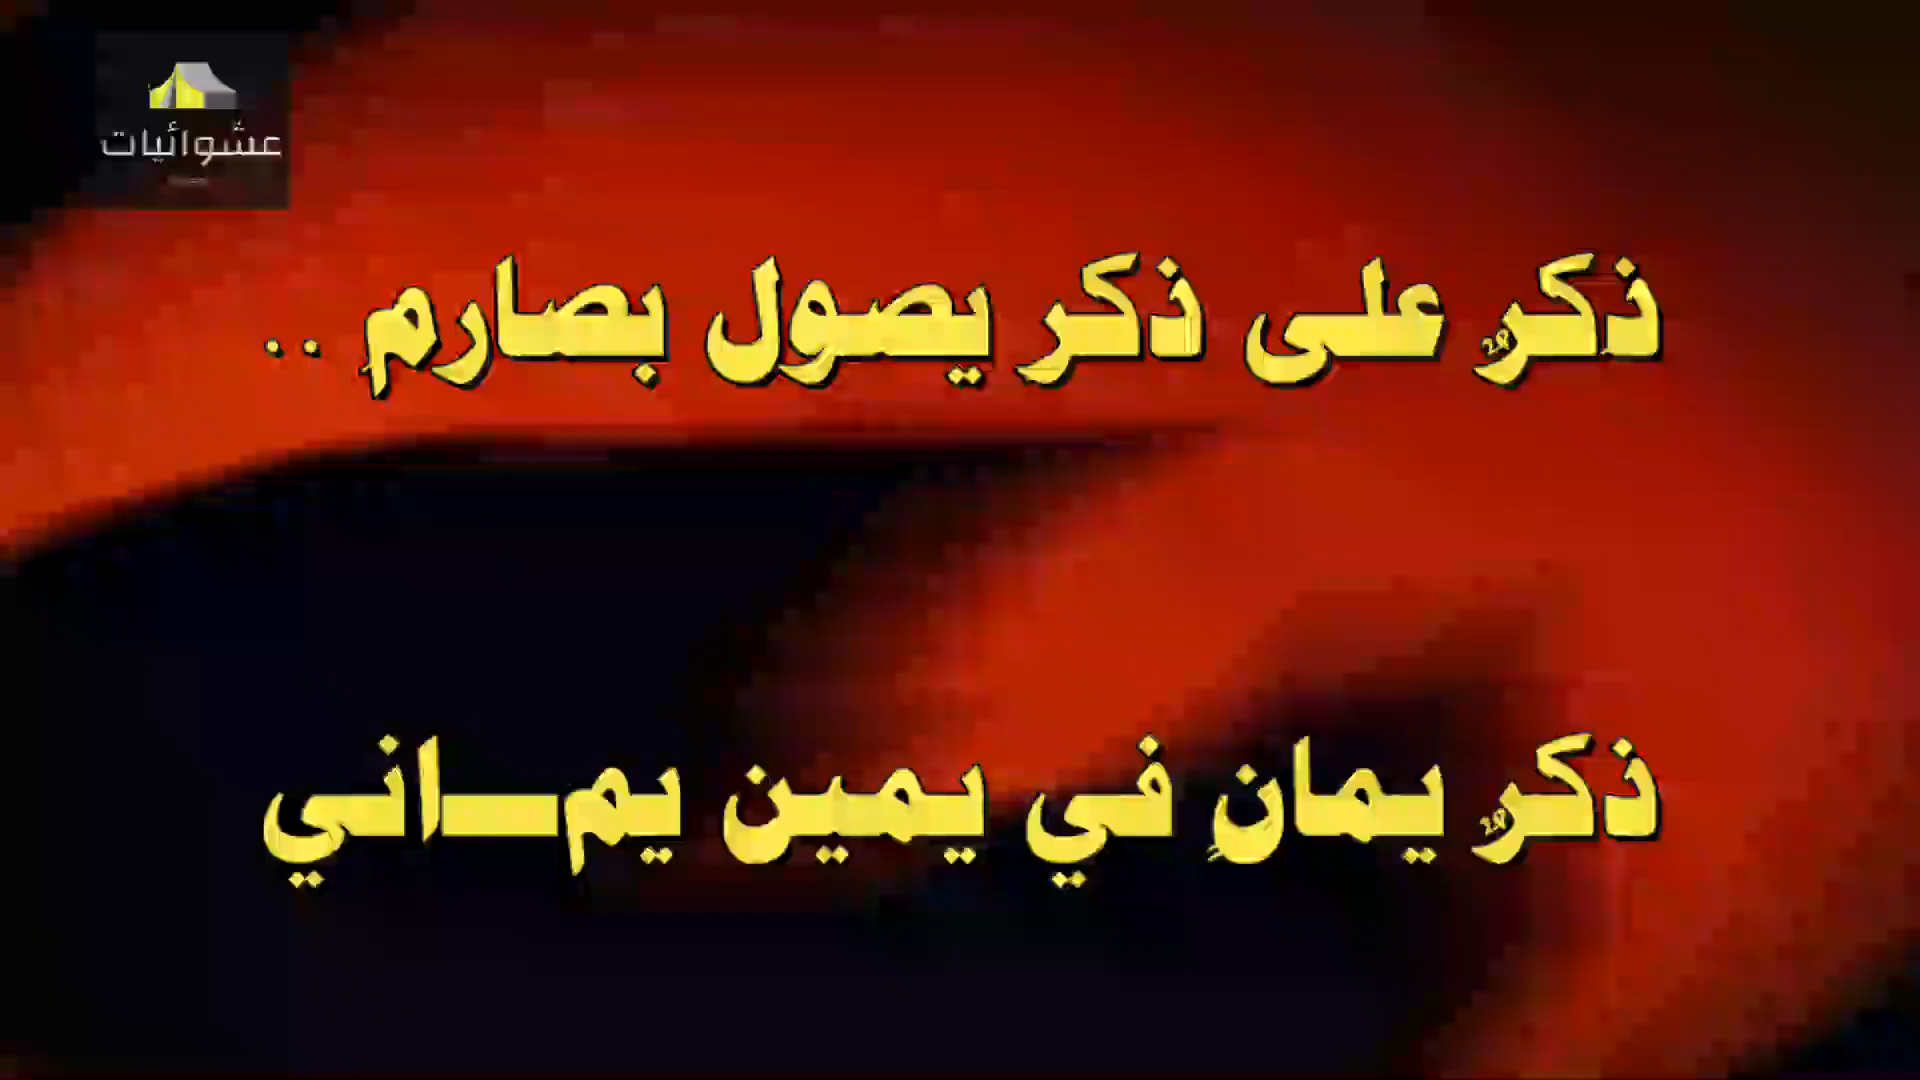 عشوائيات
ذكرٌ على ذكر يصول بصارمٍ ..
ذكرٌ يمانٍ في يمين يمـــاني